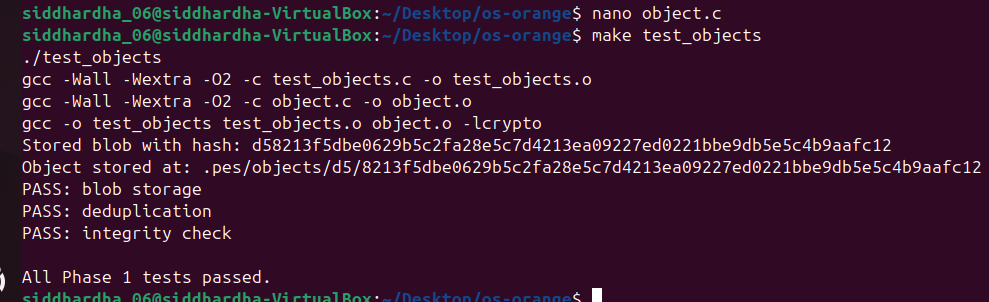 siddhardha_06@siddhardha-VirtualBox:~/Desktop/os-orange$ nano object.c
siddhardha_06@siddhardha-VirtualBox:~/Desktop/os-orange$ make test_objects
./test_objects
gcc -Wall -Wextra -O2 -c test_objects.c -o test_objects.o
gcc -Wall -Wextra -O2 -c object.c -o object.o
gcc -o test_objects test_objects.o object.o -lcrypto
Stored blob with hash: d58213f5dbe0629b5c2fa28e5c7d4213ea09227ed0221bbe9db5e5c4b9aafc12
Object stored at: .pes/objects/d5/8213f5dbe0629b5c2fa28e5c7d4213ea09227ed0221bbe9db5e5c4b9aafc12
PASS: blob storage
PASS: deduplication
PASS: integrity check
All Phase 1 tests passed.
siddhardha_06@siddhardha-VirtualBox:~/Desktop/os-orange$